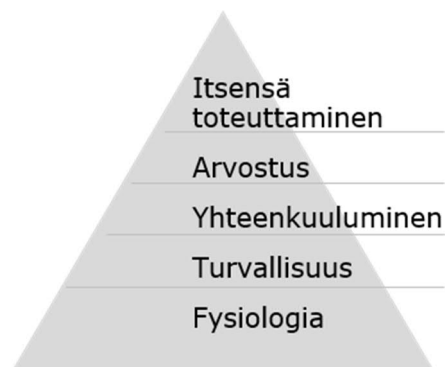 Itsensä
toteuttaminen
Arvostus
Yhteenkuuluminen
Turvallisuus
Fysiologia